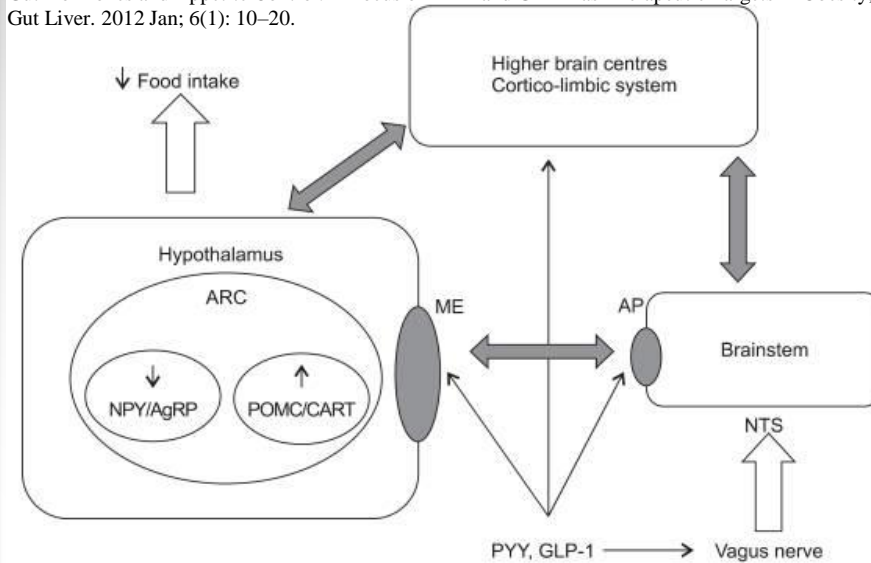 Gut Liver. 2012 Jan; 6(1): 10–20.
Higher brain centres
Cortico-limbic system
↓ Food intake
Hypothalamus
ARC
ME
AP
↓
NPY/AgRP
↑
POMC/CART
Brainstem
NTS
PYY, GLP-1
Vagus nerve